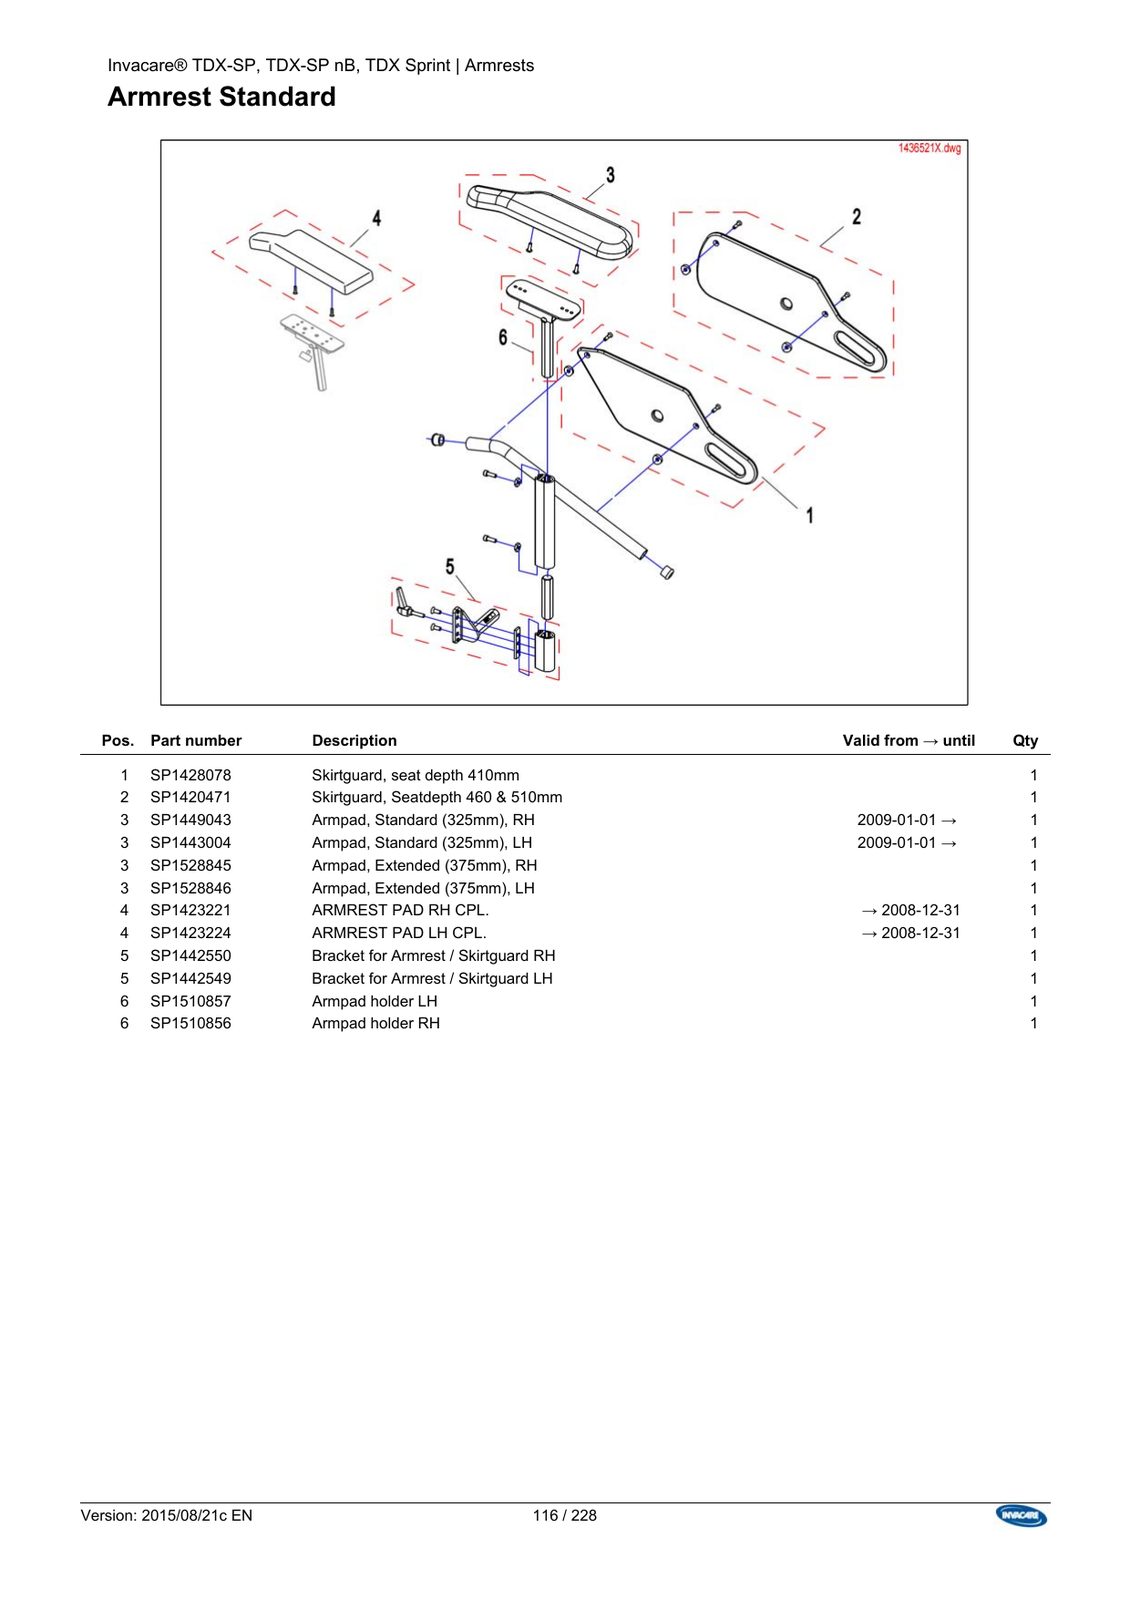 Invacare® TDX-SP, TDX-SP nB, TDX Sprint | Armrests
Armrest Standard
1436521X.dwg
3
4
2
6
1
5
Pos. Part number Description Valid from → until Qty
1 SP1428078 Skirtguard, seat depth 410mm 1
2 SP1420471 Skirtguard, Seatdepth 460 & 510mm 1
3 SP1449043 Armpad, Standard (325mm), RH 2009-01-01 → 1
3 SP1443004 Armpad, Standard (325mm), LH 2009-01-01 → 1
3 SP1528845 Armpad, Extended (375mm), RH 1
3 SP1528846 Armpad, Extended (375mm), LH 1
4 SP1423221 ARMREST PAD RH CPL. → 2008-12-31 1
4 SP1423224 ARMREST PAD LH CPL. → 2008-12-31 1
5 SP1442550 Bracket for Armrest / Skirtguard RH 1
5 SP1442549 Bracket for Armrest / Skirtguard LH 1
6 SP1510857 Armpad holder LH 1
6 SP1510856 Armpad holder RH 1
Version: 2015/08/21c EN 116 / 228
INVACARE